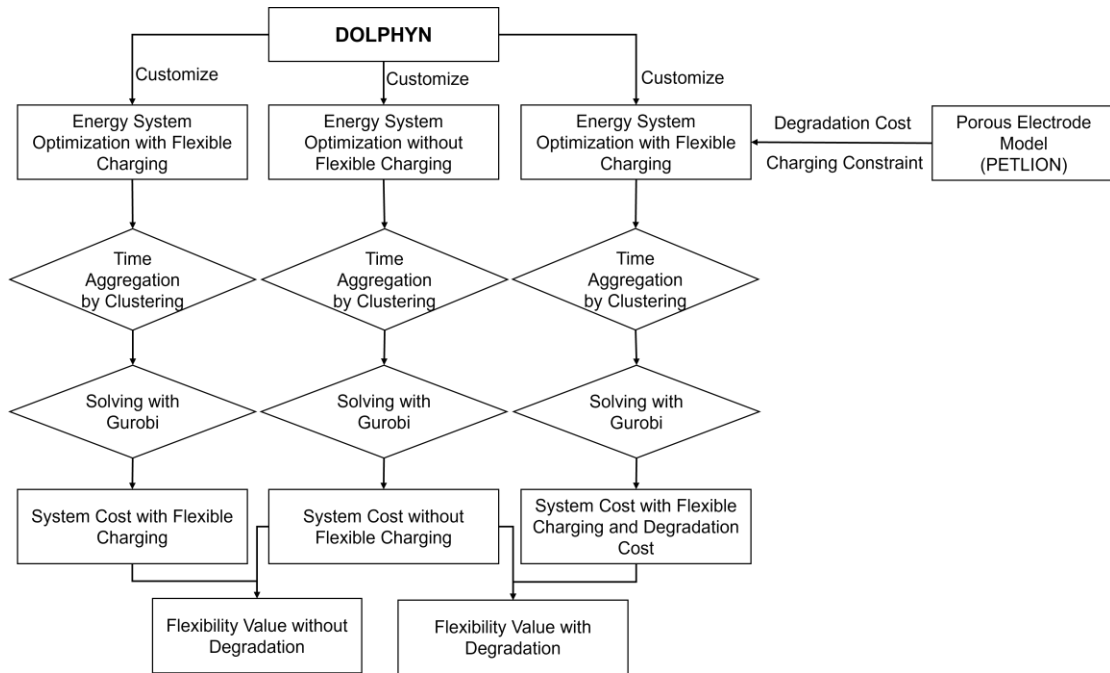 DOLPHYN
Customize
Customize
Customize
Energy System
Optimization with Flexible
Charging
Energy System
Optimization without
Flexible Charging
Energy System
Optimization with Flexible
Charging
Degradation Cost
Charging Constraint
Porous Electrode
Model
(PETLION)
Time
Aggregation
by Clustering
Time
Aggregation
by Clustering
Time
Aggregation
by Clustering
Solving with
Gurobi
Solving with
Gurobi
Solving with
Gurobi
System Cost with Flexible
Charging
System Cost without
Flexible Charging
System Cost with Flexible
Charging and Degradation
Cost
Flexibility Value without
Degradation
Flexibility Value with
Degradation